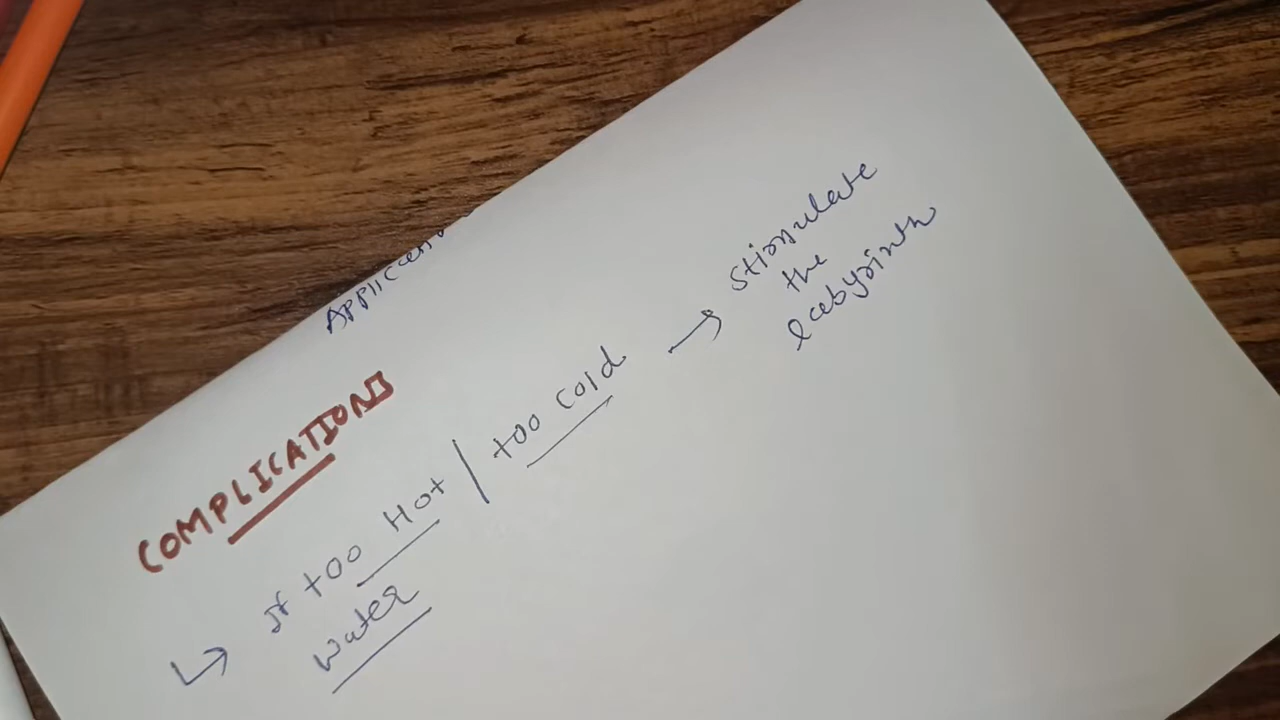 COMPLICATIONS
↳ If too Hot / too cold → stimulate
water the
labyrinth